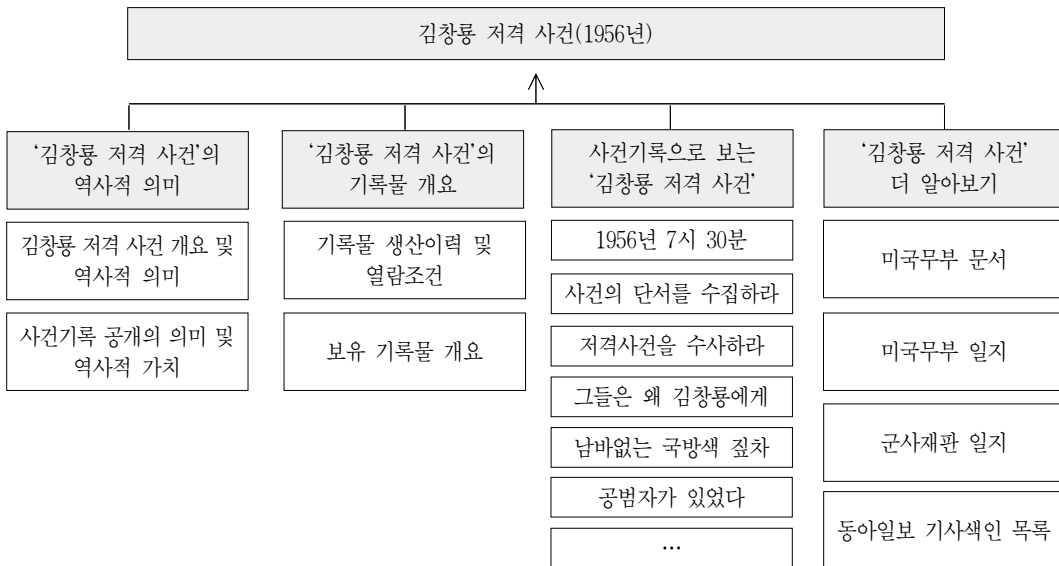 김창룡 저격 사건(1956년)
‘김창룡 저격 사건’의
역사적 의미
김창룡 저격 사건 개요 및
역사적 의미
사건기록 공개의 의미 및
역사적 가치
‘김창룡 저격 사건’의
기록물 개요
기록물 생산이력 및
열람조건
보유 기록물 개요
사건기록으로 보는
‘김창룡 저격 사건’
1956년 7시 30분
사건의 단서를 수집하라
저격사건을 수사하라
그들은 왜 김창룡에게
남바없는 국방색 짚차
공범자가 있었다
…
‘김창룡 저격 사건’
더 알아보기
미국무부 문서
미국무부 일지
군사재판 일지
동아일보 기사색인 목록